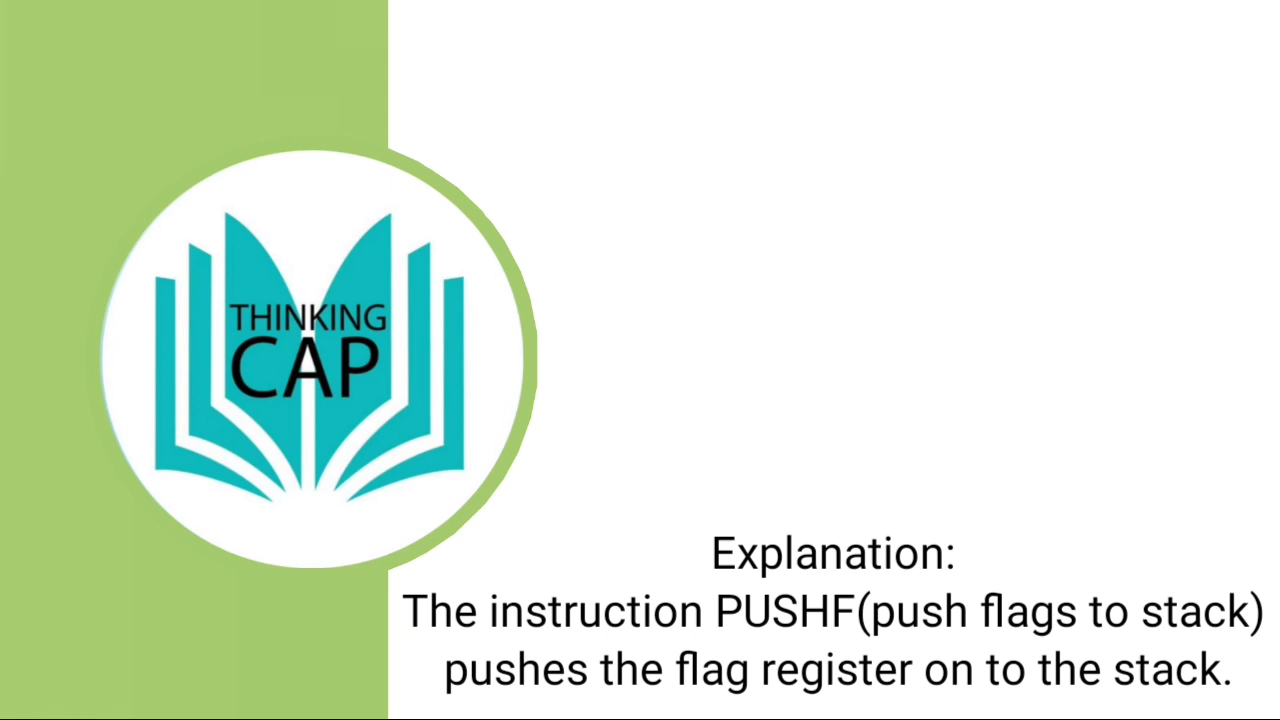 THINKING
CAP
Explanation:
The instruction PUSHF(push flags to stack)
pushes the flag register on to the stack.